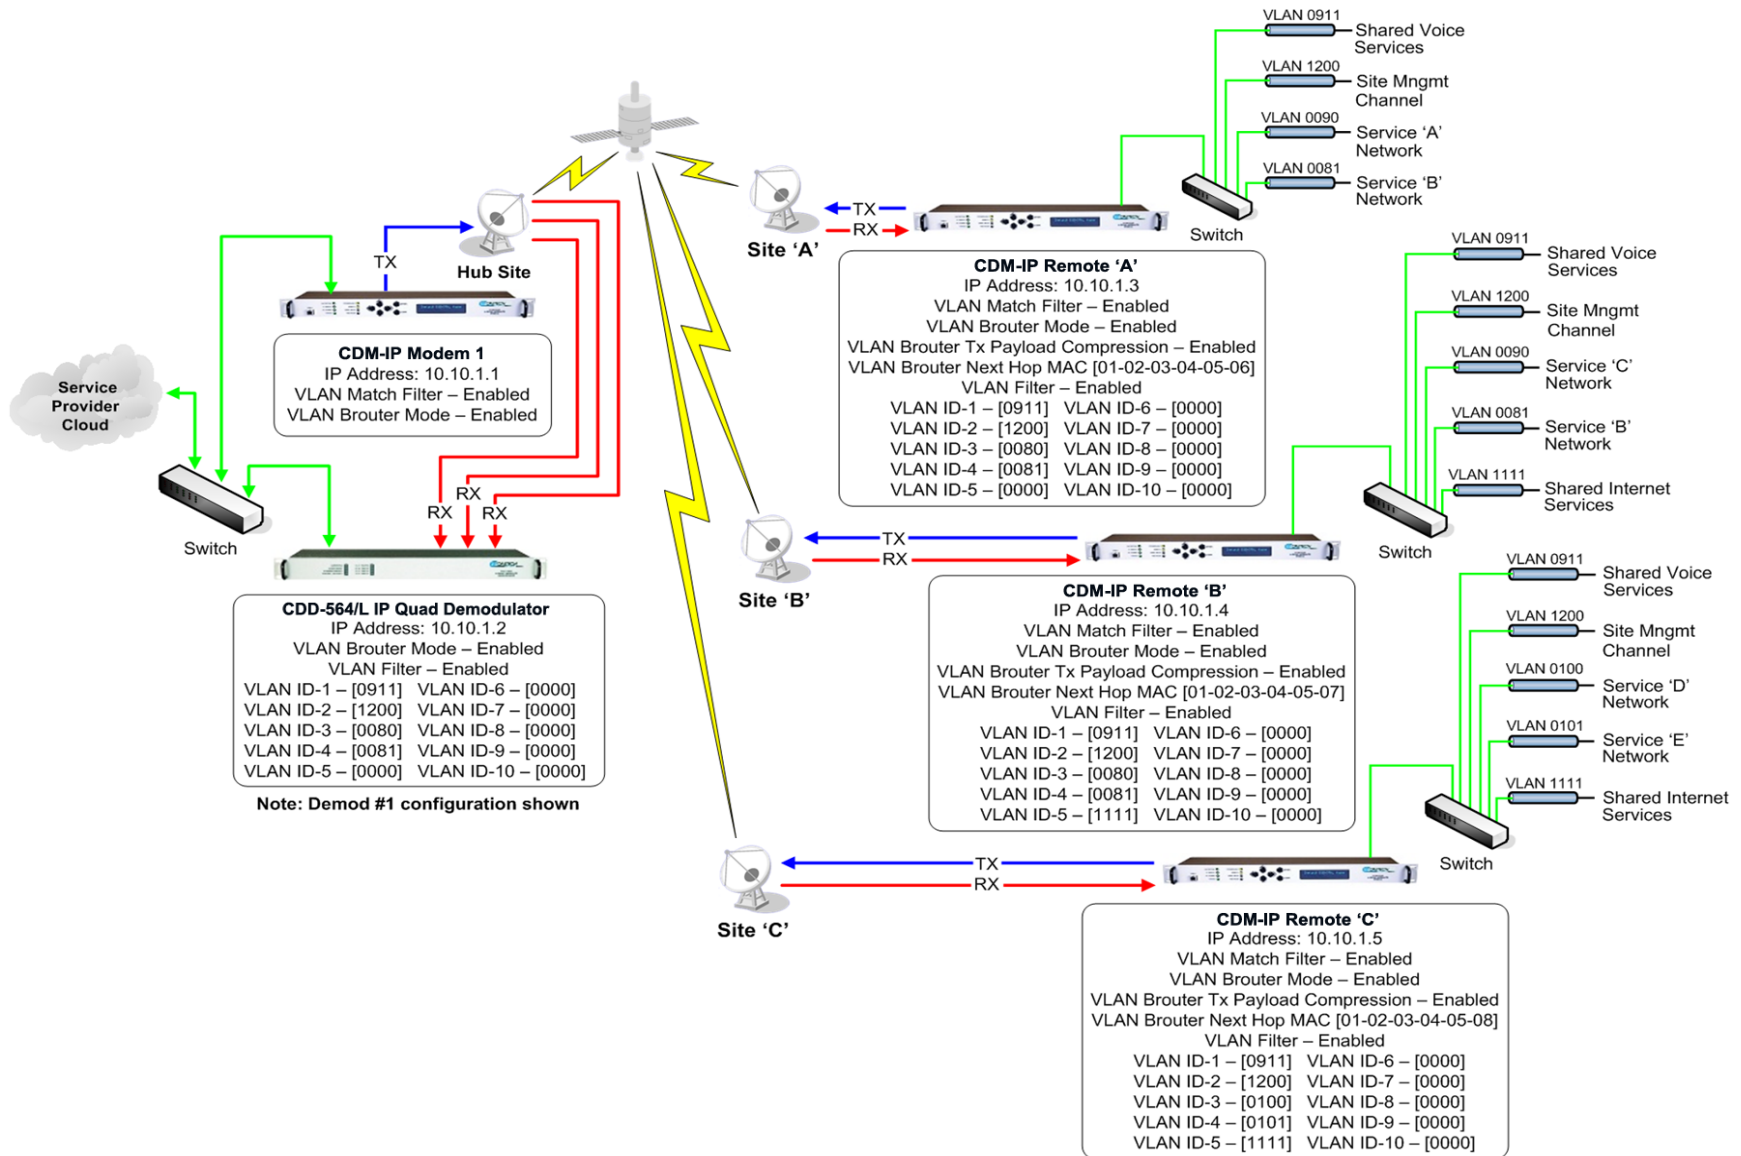 VLAN 0911
Shared Voice
Services
VLAN 1200
Site Mngmt
Channel
VLAN 0090
Service ‘A’
Network
VLAN 0081
Service ‘B’
Network
Switch
TX
RX
Site ‘A’
Hub Site
TX
CDM-IP Remote ‘A’
IP Address: 10.10.1.3
VLAN Match Filter – Enabled
VLAN Brouter Mode – Enabled
VLAN Brouter Tx Payload Compression – Enabled
VLAN Brouter Next Hop MAC [01-02-03-04-05-06]
VLAN Filter – Enabled
VLAN ID-1 – [0911] VLAN ID-6 – [0000]
VLAN ID-2 – [1200] VLAN ID-7 – [0000]
VLAN ID-3 – [0080] VLAN ID-8 – [0000]
VLAN ID-4 – [0081] VLAN ID-9 – [0000]
VLAN ID-5 – [0000] VLAN ID-10 – [0000]
CDM-IP Modem 1
IP Address: 10.10.1.1
VLAN Match Filter – Enabled
VLAN Brouter Mode – Enabled
Service
Provider
Cloud
Switch
RX
RX
RX
CDD-564/L IP Quad Demodulator
IP Address: 10.10.1.2
VLAN Brouter Mode – Enabled
VLAN Filter – Enabled
VLAN ID-1 – [0911] VLAN ID-6 – [0000]
VLAN ID-2 – [1200] VLAN ID-7 – [0000]
VLAN ID-3 – [0080] VLAN ID-8 – [0000]
VLAN ID-4 – [0081] VLAN ID-9 – [0000]
VLAN ID-5 – [0000] VLAN ID-10 – [0000]
Note: Demod #1 configuration shown
VLAN 0911
Shared Voice
Services
VLAN 1200
Site Mngmt
Channel
VLAN 0090
Service ‘C’
Network
VLAN 0081
Service ‘B’
Network
VLAN 1111
Shared Internet
Services
Switch
TX
RX
Site ‘B’
CDM-IP Remote ‘B’
IP Address: 10.10.1.4
VLAN Match Filter – Enabled
VLAN Brouter Mode – Enabled
VLAN Brouter Tx Payload Compression – Enabled
VLAN Brouter Next Hop MAC [01-02-03-04-05-07]
VLAN Filter – Enabled
VLAN ID-1 – [0911] VLAN ID-6 – [0000]
VLAN ID-2 – [1200] VLAN ID-7 – [0000]
VLAN ID-3 – [0080] VLAN ID-8 – [0000]
VLAN ID-4 – [0081] VLAN ID-9 – [0000]
VLAN ID-5 – [1111] VLAN ID-10 – [0000]
VLAN 0911
Shared Voice
Services
VLAN 1200
Site Mngmt
Channel
VLAN 0100
Service ‘D’
Network
VLAN 0101
Service ‘E’
Network
VLAN 1111
Shared Internet
Services
Switch
TX
RX
Site ‘C’
CDM-IP Remote ‘C’
IP Address: 10.10.1.5
VLAN Match Filter – Enabled
VLAN Brouter Mode – Enabled
VLAN Brouter Tx Payload Compression – Enabled
VLAN Brouter Next Hop MAC [01-02-03-04-05-08]
VLAN Filter – Enabled
VLAN ID-1 – [0911] VLAN ID-6 – [0000]
VLAN ID-2 – [1200] VLAN ID-7 – [0000]
VLAN ID-3 – [0100] VLAN ID-8 – [0000]
VLAN ID-4 – [0101] VLAN ID-9 – [0000]
VLAN ID-5 – [1111] VLAN ID-10 – [0000]